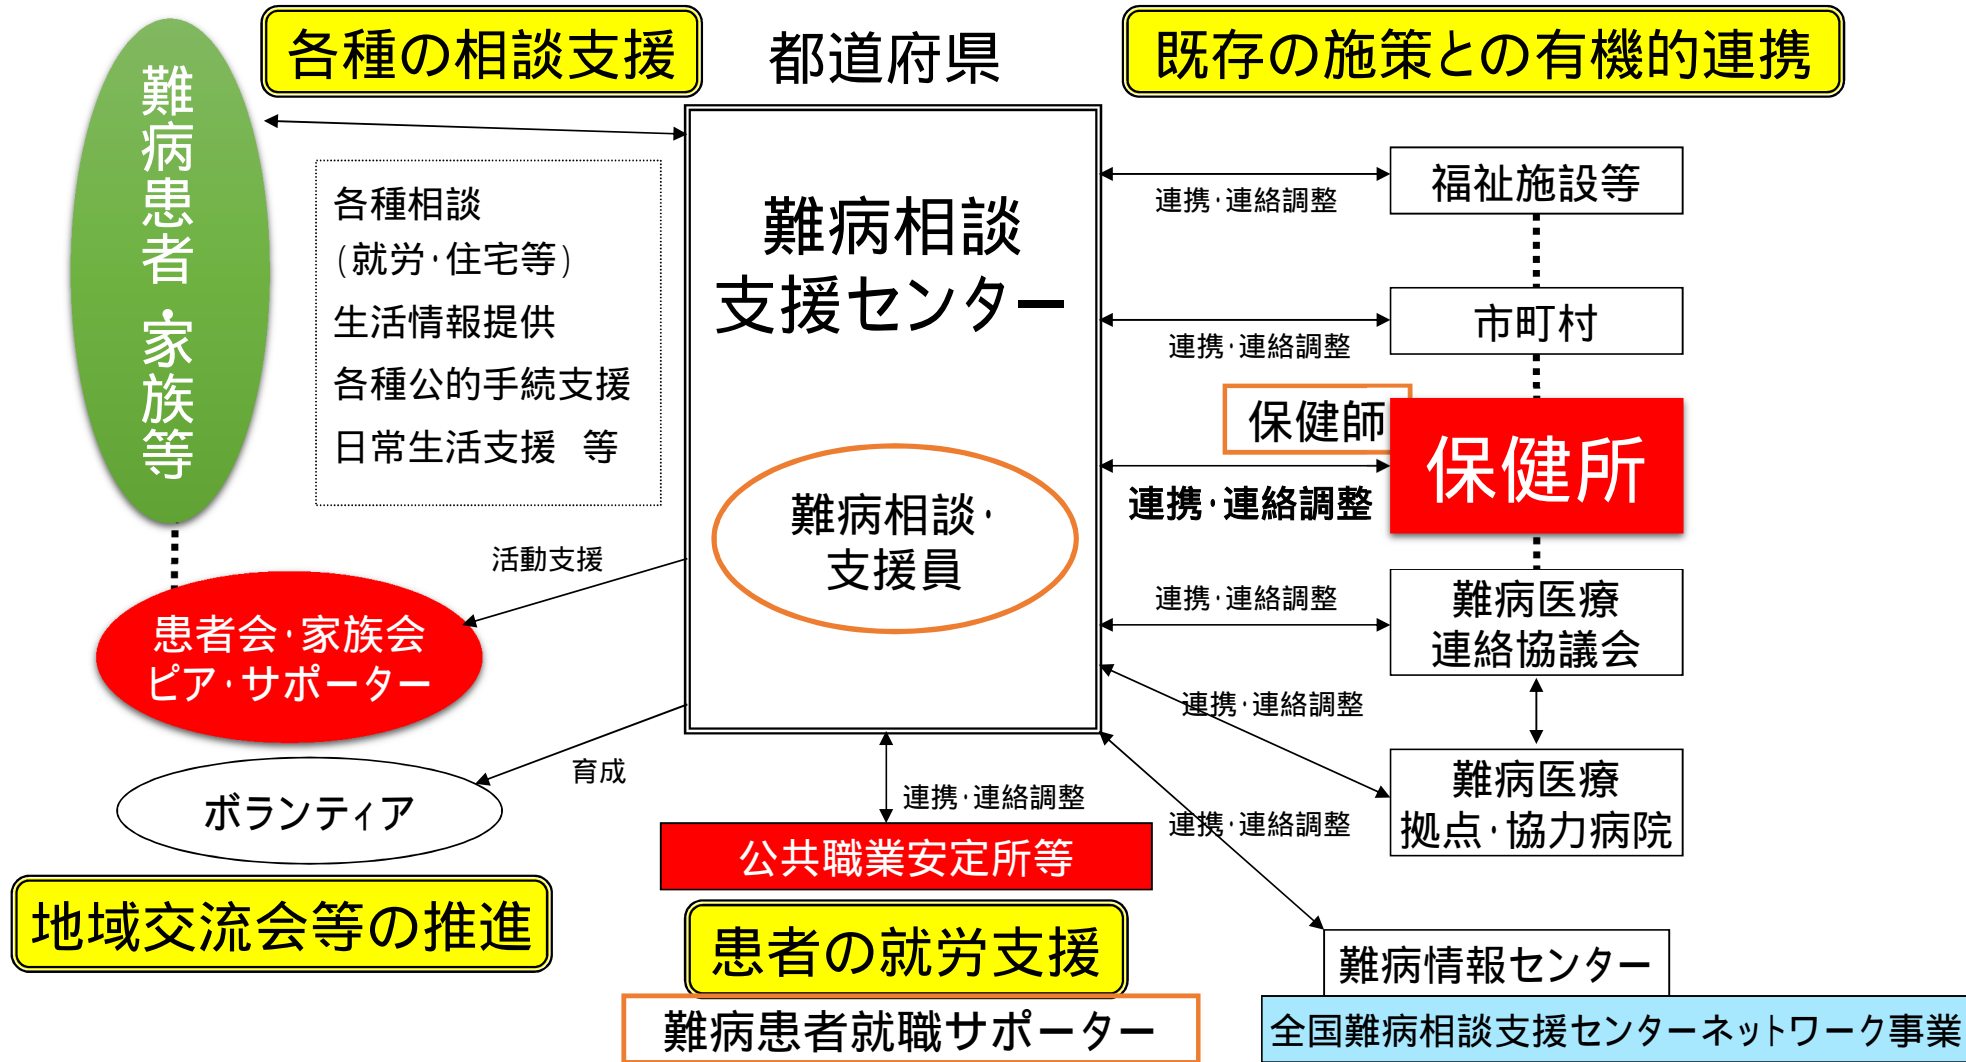 各種の相談支援
都道府県
既存の施策との有機的連携
難病患者・家族等
各種相談
(就労・住宅等)
生活情報提供
各種公的手続支援
日常生活支援　等
難病相談
支援センター
難病相談・
支援員
連携・連絡調整
福祉施設等
連携・連絡調整
市町村
保健師
保健所
連携・連絡調整
連携・連絡調整
難病医療
連絡協議会
連携・連絡調整
難病医療
拠点・協力病院
活動支援
患者会・家族会
ピア・サポーター
育成
ボランティア
連携・連絡調整
公共職業安定所等
連携・連絡調整
地域交流会等の推進
患者の就労支援
難病患者就職サポーター
難病情報センター
全国難病相談支援センターネットワーク事業